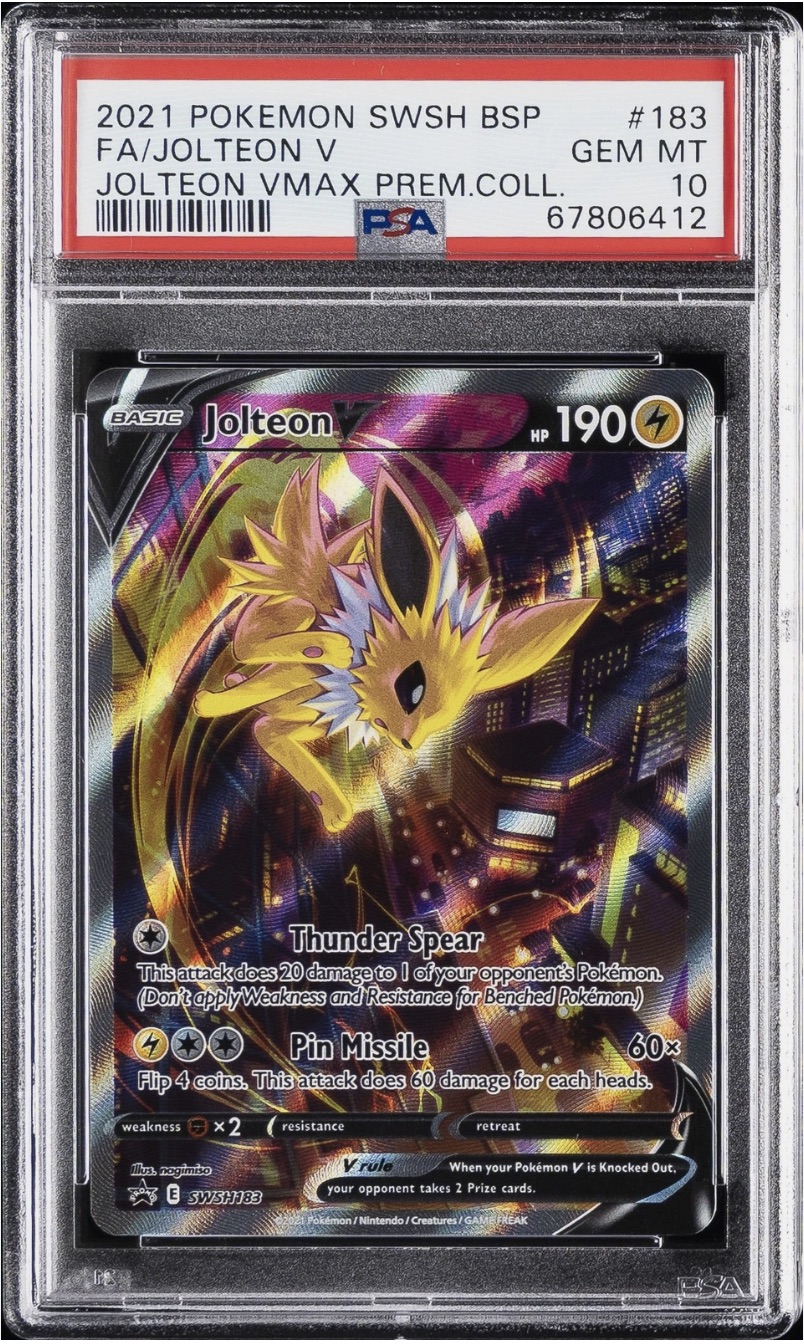 2021 POKEMON SWSH BSP #183
FA/JOLTEON V GEM MT
JOLTEON VMAX PREM.COLL. 10
PSA 67806412
BASIC Jolteon V HP 190
Thunder Spear
This attack does 20 damage to 1 of your opponent's Pokémon.
(Don't apply Weakness and Resistance for Benched Pokémon.)
Pin Missile 60×
Flip 4 coins. This attack does 60 damage for each heads.
weakness ×2 resistance retreat
Illus. nagimiso
V rule When your Pokémon V is Knocked Out,
your opponent takes 2 Prize cards.
E SWSH183
©2021 Pokémon / Nintendo / Creatures / GAME FREAK
PSA